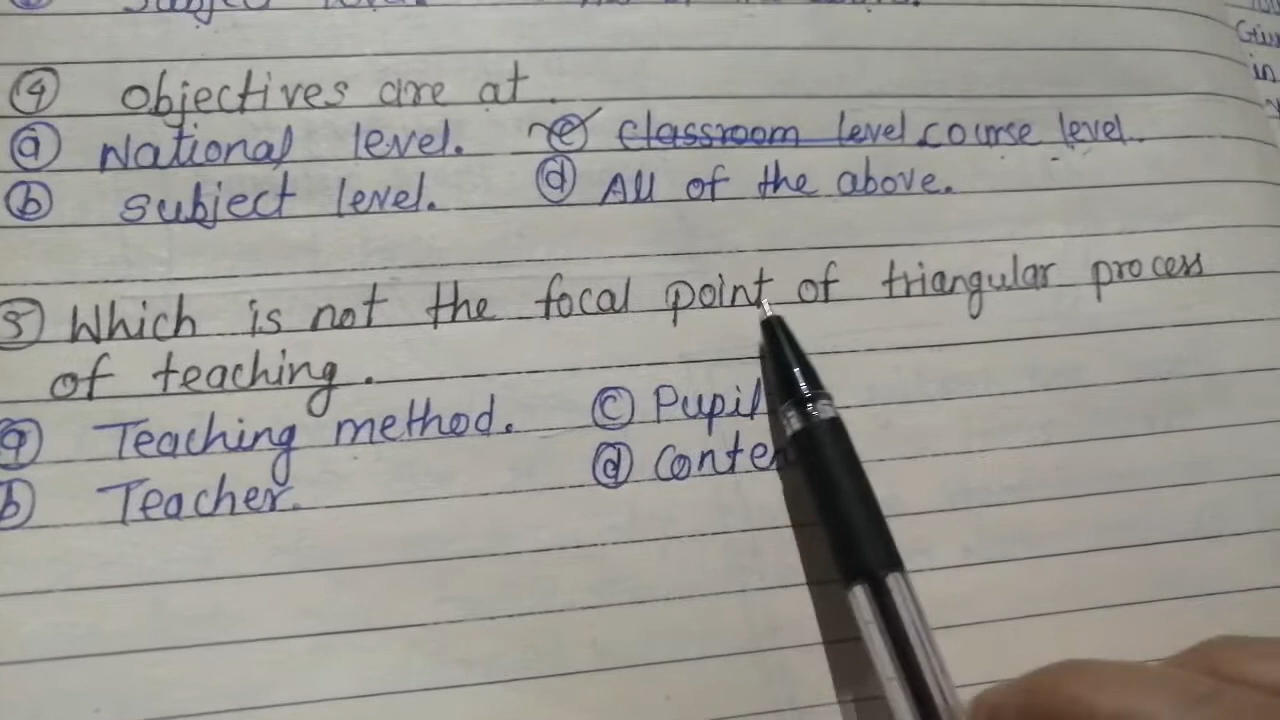 ④ objectives are at.
ⓐ National level. ⓒ classroom level course level.
ⓑ subject level. ⓓ All of the above.
⑤ Which is not the focal point of triangular process
of teaching.
ⓐ Teaching method. ⓒ Pupil
ⓑ Teacher. ⓓ Conte